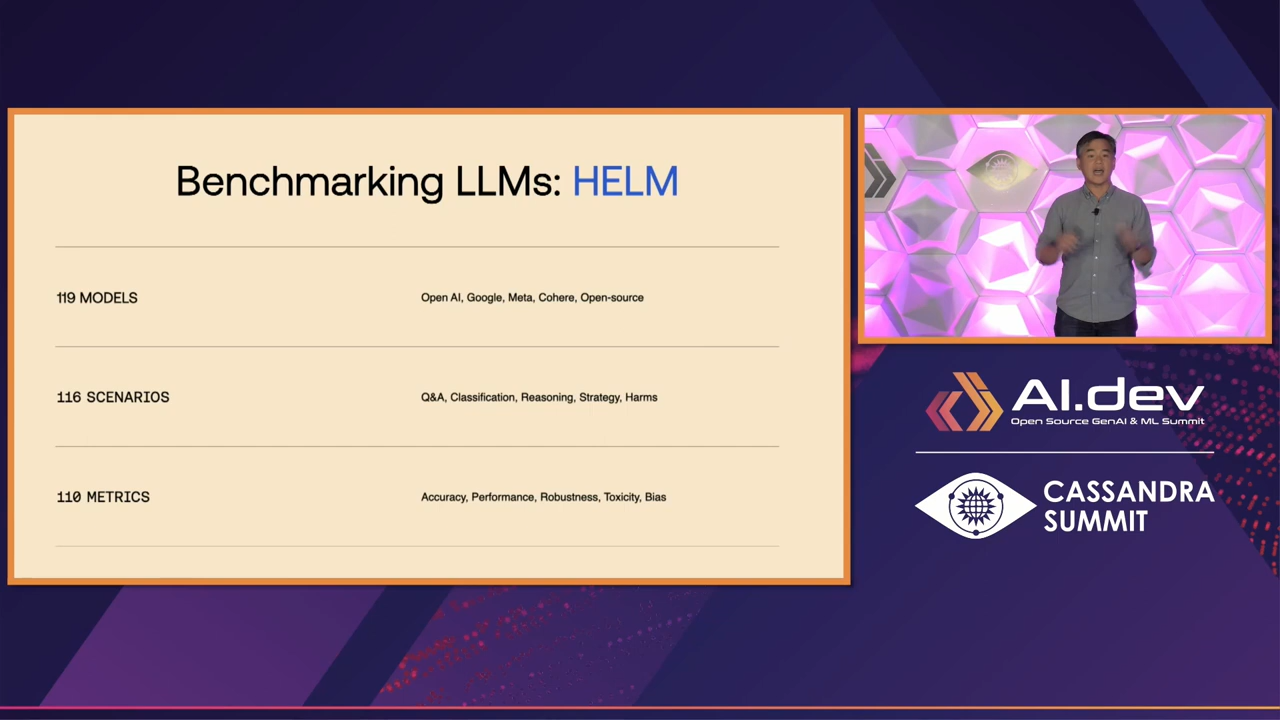 Benchmarking LLMs: HELM
119 MODELS
Open AI, Google, Meta, Cohere, Open-source
116 SCENARIOS
Q&A, Classification, Reasoning, Strategy, Harms
110 METRICS
Accuracy, Performance, Robustness, Toxicity, Bias
AI.dev
Open Source GenAI & ML Summit
CASSANDRA
SUMMIT